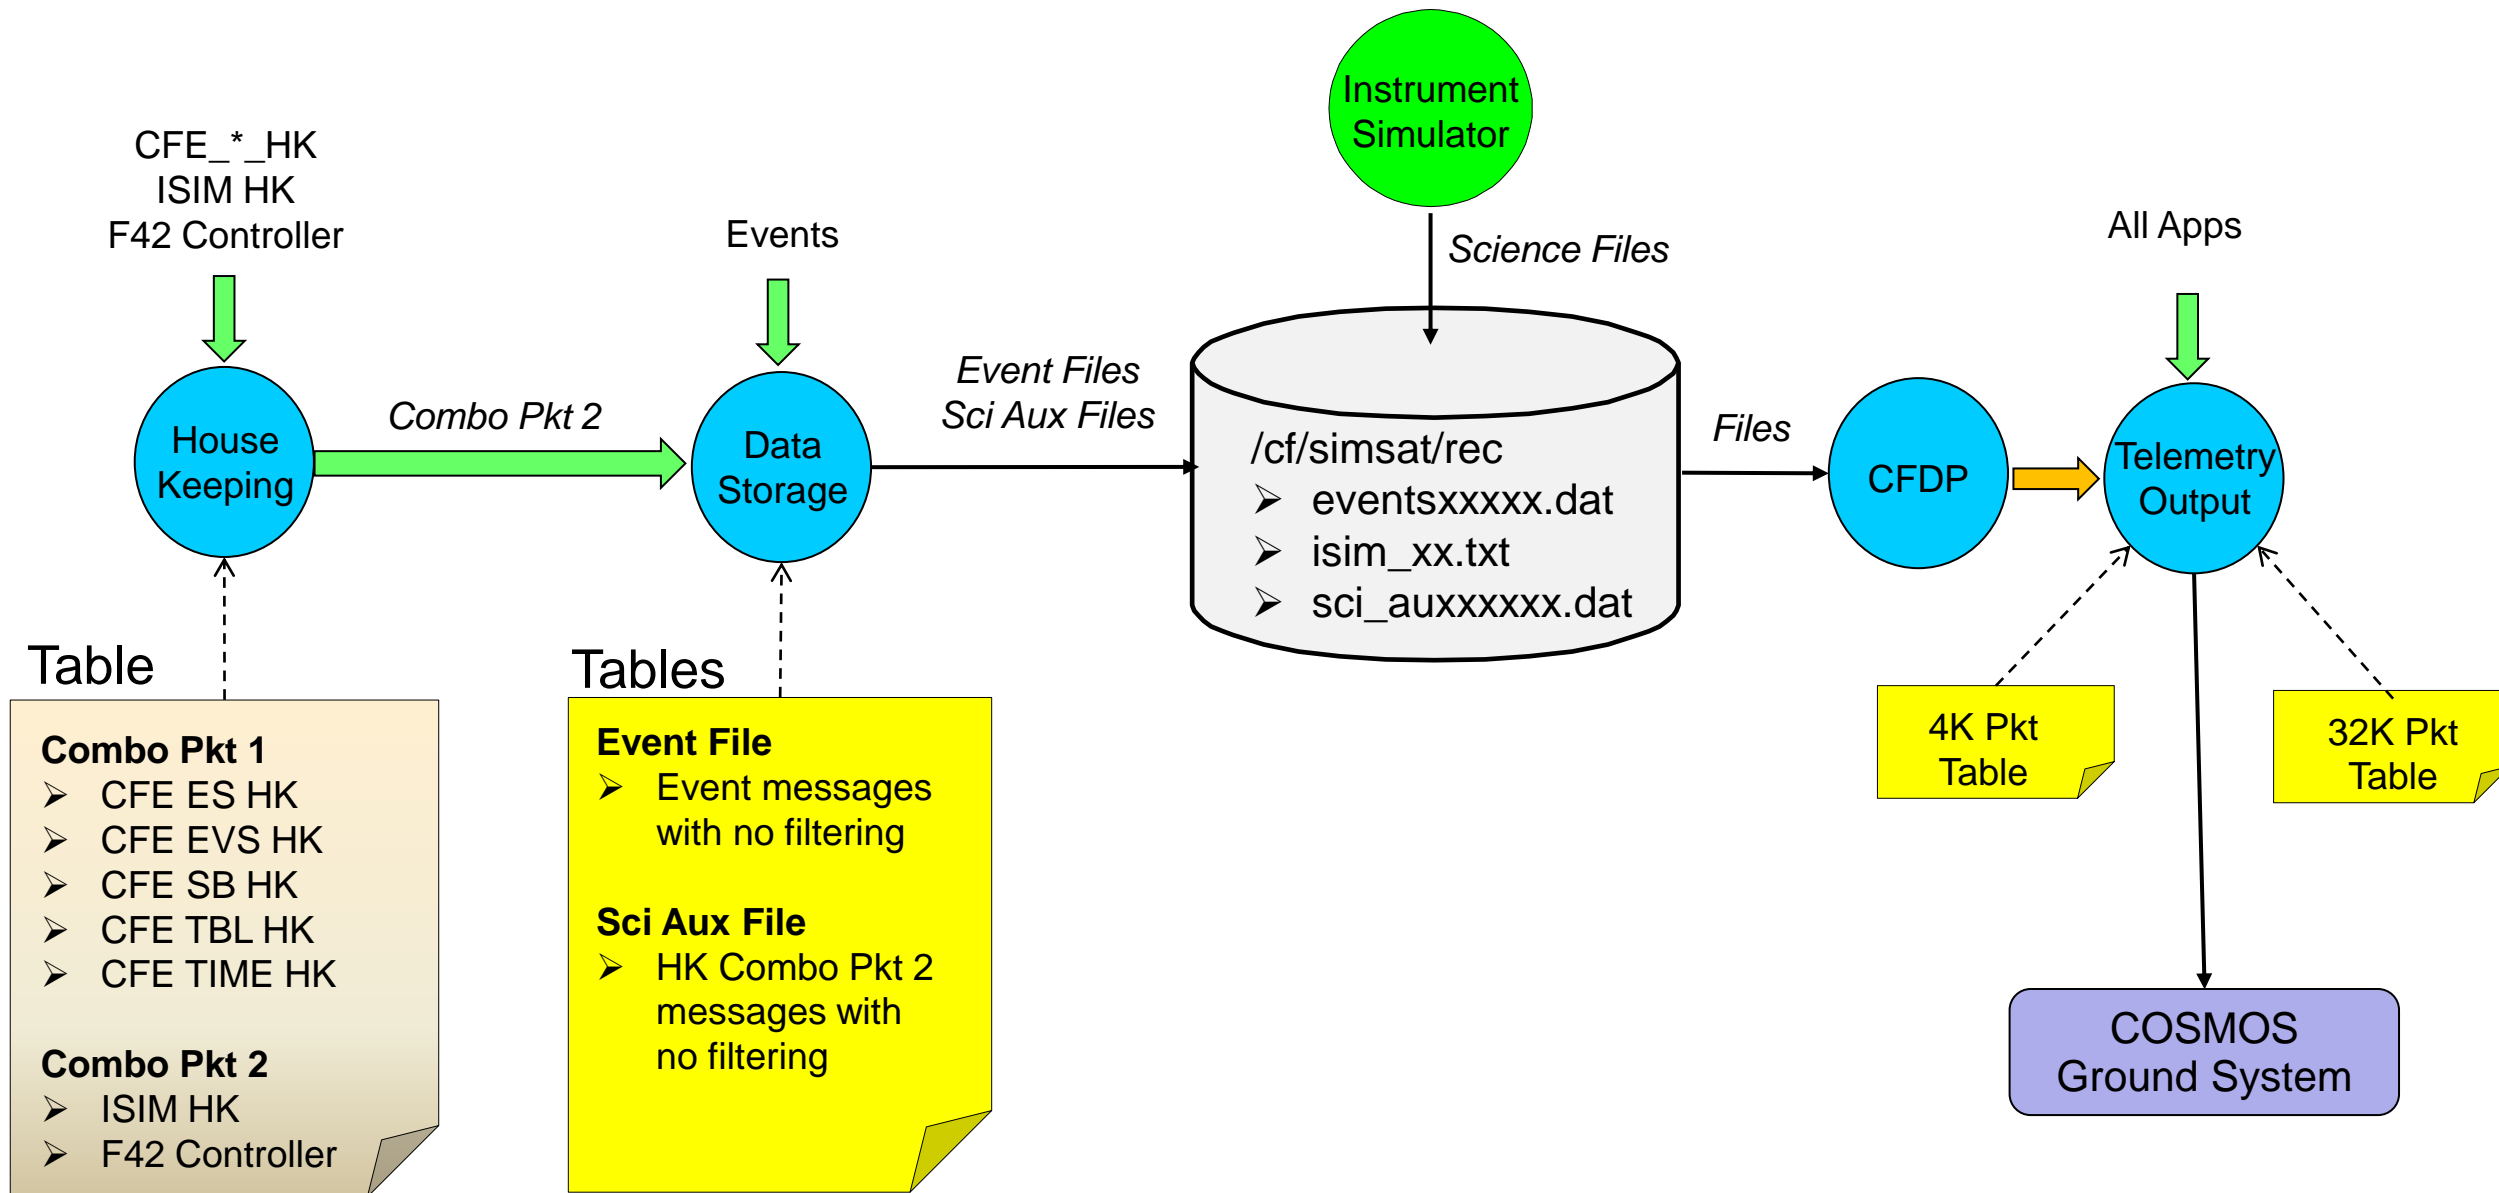 CFE_*_HK
ISIM HK
F42 Controller
Events
Instrument
Simulator
Science Files
All Apps
House
Keeping
Combo Pkt 2
Data
Storage
Event Files
Sci Aux Files
/cf/simsat/rec
➢ eventsxxxxx.dat
➢ isim_xx.txt
➢ sci_auxxxxxx.dat
Files
CFDP
Telemetry
Output
Table
Combo Pkt 1
➢ CFE ES HK
➢ CFE EVS HK
➢ CFE SB HK
➢ CFE TBL HK
➢ CFE TIME HK
Combo Pkt 2
➢ ISIM HK
➢ F42 Controller
Tables
Event File
➢ Event messages
with no filtering
Sci Aux File
➢ HK Combo Pkt 2
messages with
no filtering
4K Pkt
Table
32K Pkt
Table
COSMOS
Ground System